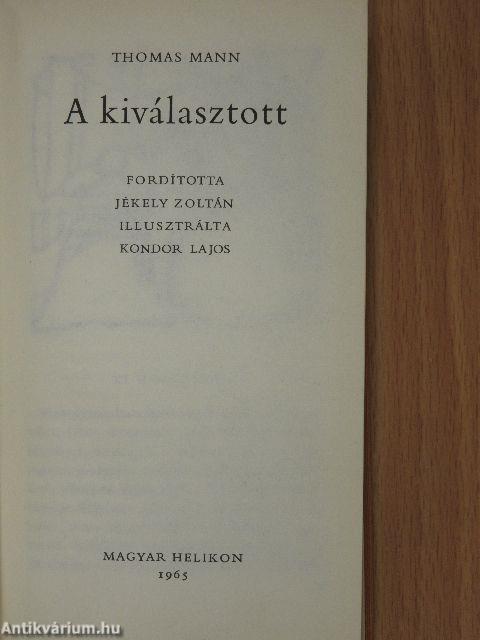 THOMAS MANN
A kiválasztott
FORDÍTOTTA
JÉKELY ZOLTÁN
ILLUSZTRÁLTA
KONDOR LAJOS
MAGYAR HELIKON
1965
Antikvárium.hu